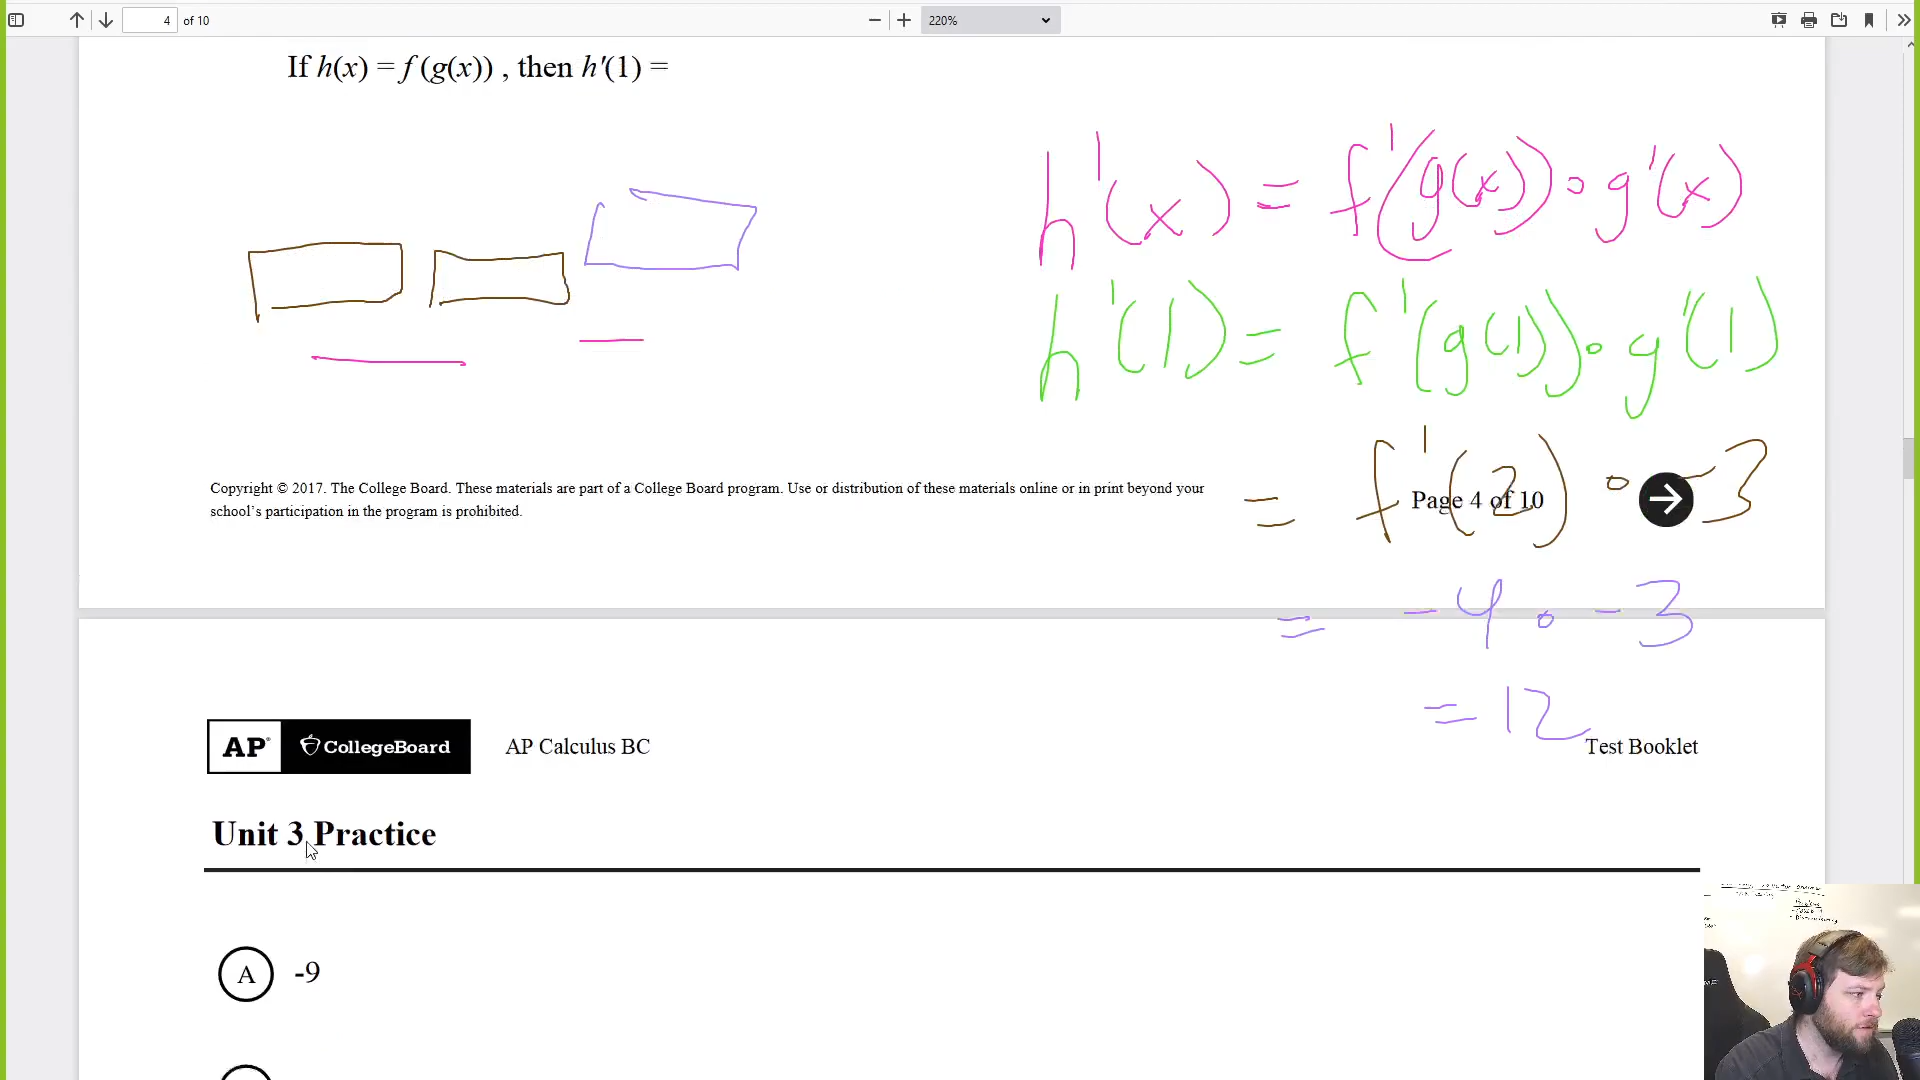 4 of 10
220%
If h(x) = f (g(x)) , then h′(1) =
h'(x) = f'(g(x)) ∘ g'(x)
h'(1) = f'(g(1)) ∘ g'(1)
= f'(2) ∘ -3
Copyright © 2017. The College Board. These materials are part of a College Board program. Use or distribution of these materials online or in print beyond your
school's participation in the program is prohibited.
Page 4 of 10
= -4 ∘ -3
= 12
AP® CollegeBoard
AP Calculus BC
Test Booklet
Unit 3 Practice
A -9